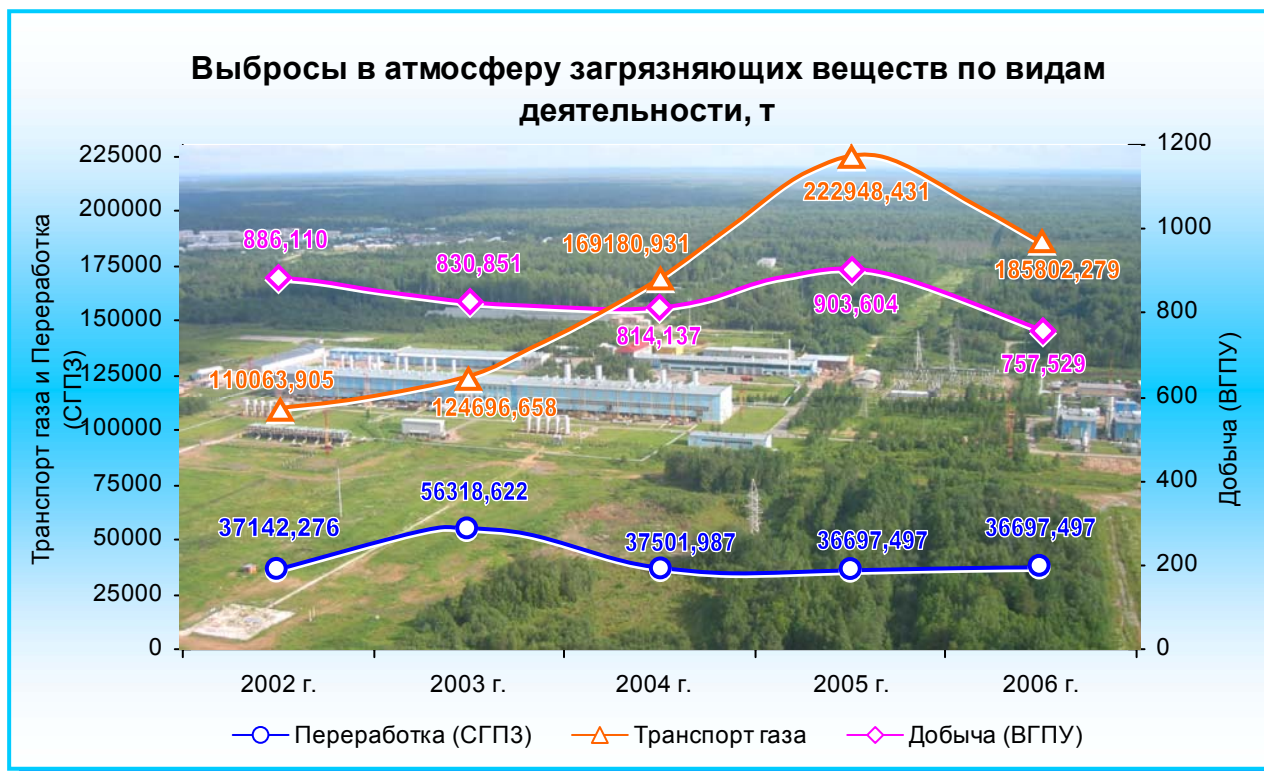 Выбросы в атмосферу загрязняющих веществ по видам
деятельности, т
Транспорт газа и Переработка
(СГПЗ)
225000
200000
175000
150000
125000
100000
75000
50000
25000
0
1200
1000
800
600
400
200
0
Добыча (ВГПУ)
886,110
830,851
814,137
903,604
757,529
110063,905
124696,658
169180,931
222948,431
185802,279
37142,276
56318,622
37501,987
36697,497
36697,497
2002 г.
2003 г.
2004 г.
2005 г.
2006 г.
Переработка (СГПЗ)
Транспорт газа
Добыча (ВГПУ)